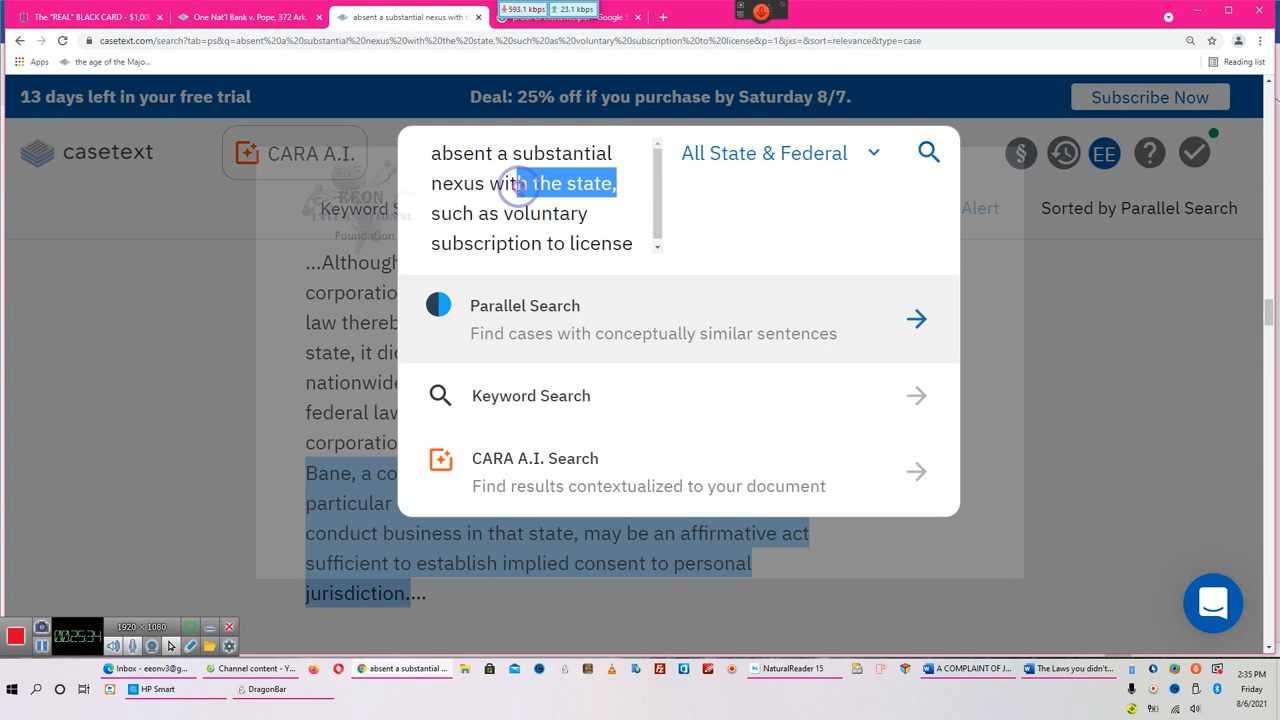 The "REAL" BLACK CARD - $1,000
One Nat'l Bank v. Pope, 372 Ark.
absent a substantial nexus with t
593.1 kbps
23.1 kbps
casetext.com/search?tab=ps&q=absent%20a%20substantial%20nexus%20with%20the%20state,%20such%20as%20voluntary%20subscription%20to%20license&p=1&jxs=&sort=relevance&type=case
Apps
the age of the Majo...
Reading list
13 days left in your free trial
Deal: 25% off if you purchase by Saturday 8/7.
Subscribe Now
casetext
CARA A.I.
absent a substantial
nexus with the state,
such as voluntary
subscription to license
All State & Federal
EE
Keyword S
Alert
Sorted by Parallel Search
EEON
INTERNATIONAL
Foundation
...Although
corporation
law thereb
state, it di
nationwide
federal law
corporatio
Bane, a co
particular
conduct business in that state, may be an affirmative act
sufficient to establish implied consent to personal
jurisdiction....
Parallel Search
Find cases with conceptually similar sentences
Keyword Search
CARA A.I. Search
Find results contextualized to your document
00:25:34
1920 × 1080
Inbox - eeonv3@g...
Channel content - Y...
absent a substantial ...
NaturalReader 15
A COMPLAINT OF J...
The Laws you didn't...
HP Smart
DragonBar
2:35 PM
Friday
8/6/2021